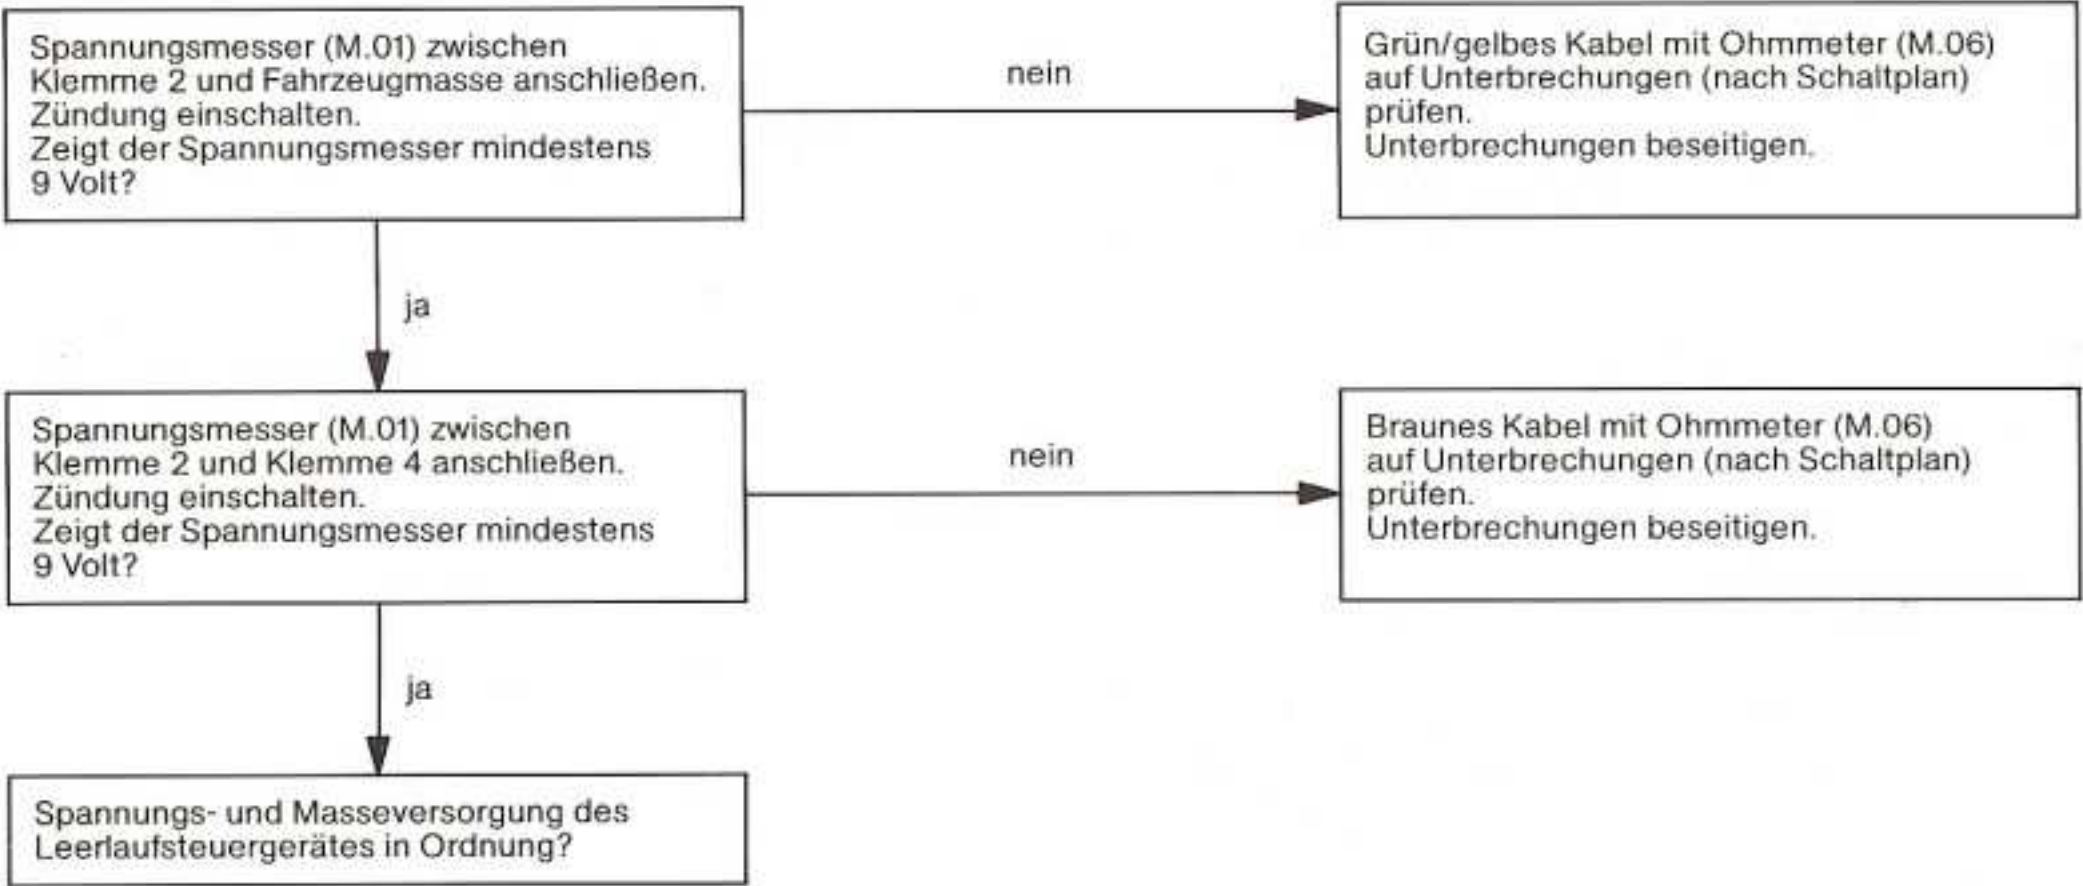 Spannungsmesser (M.01) zwischen
Klemme 2 und Fahrzeugmasse anschließen.
Zündung einschalten.
Zeigt der Spannungsmesser mindestens
9 Volt?
nein
Grün/gelbes Kabel mit Ohmmeter (M.06)
auf Unterbrechungen (nach Schaltplan)
prüfen.
Unterbrechungen beseitigen.
ja
Spannungsmesser (M.01) zwischen
Klemme 2 und Klemme 4 anschließen.
Zündung einschalten.
Zeigt der Spannungsmesser mindestens
9 Volt?
nein
Braunes Kabel mit Ohmmeter (M.06)
auf Unterbrechungen (nach Schaltplan)
prüfen.
Unterbrechungen beseitigen.
ja
Spannungs- und Masseversorgung des
Leerlaufsteuergerätes in Ordnung?